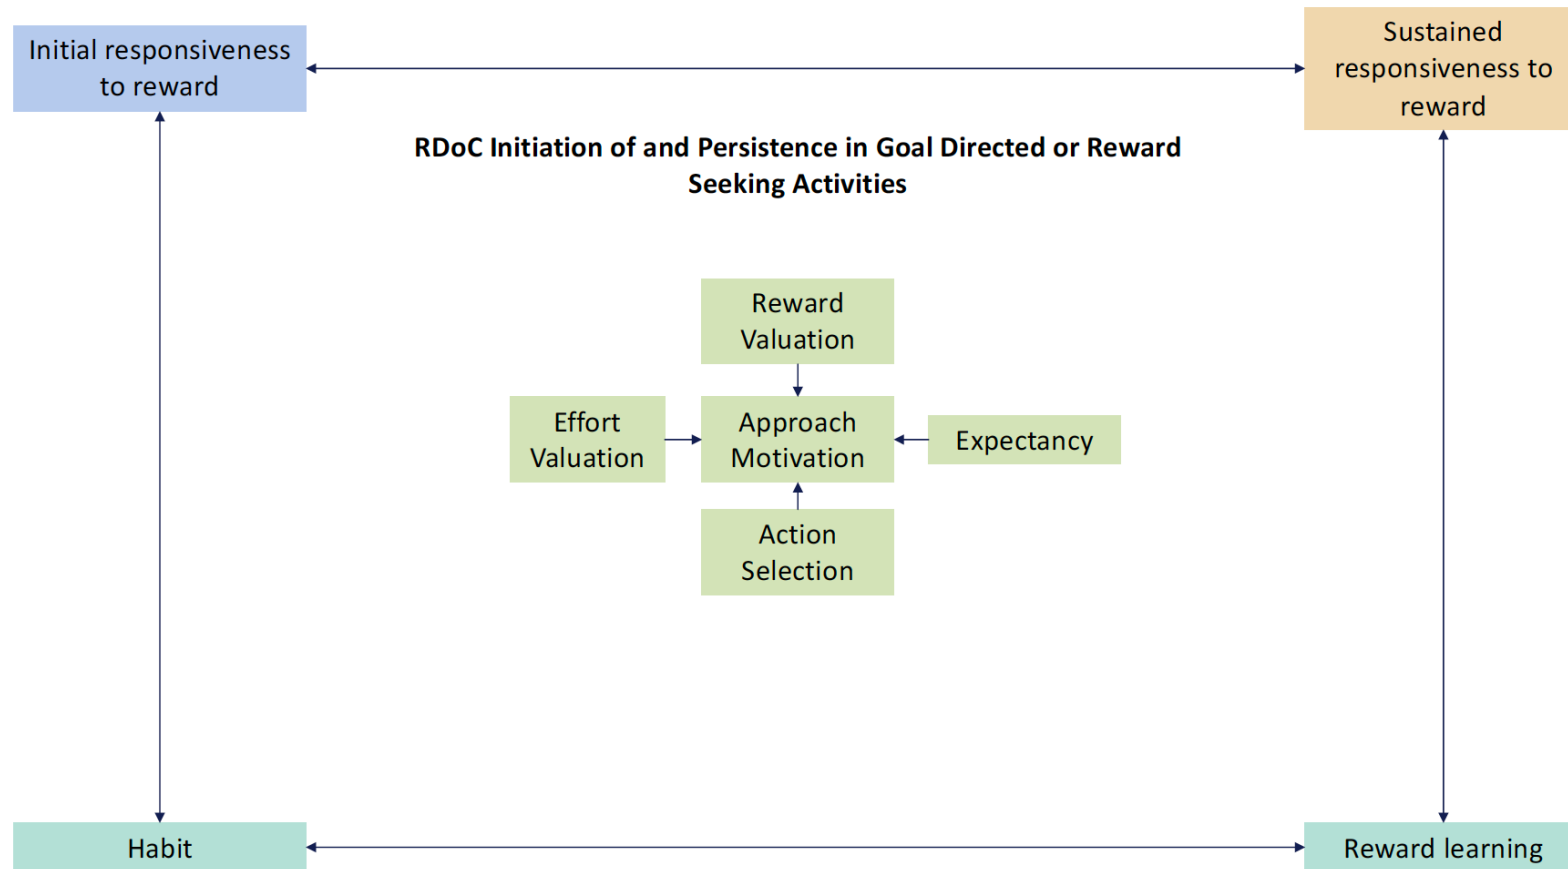 Initial responsiveness
to reward
Sustained
responsiveness to
reward
RDoC Initiation of and Persistence in Goal Directed or Reward
Seeking Activities
Reward
Valuation
Effort
Valuation
Approach
Motivation
Expectancy
Action
Selection
Habit
Reward learning